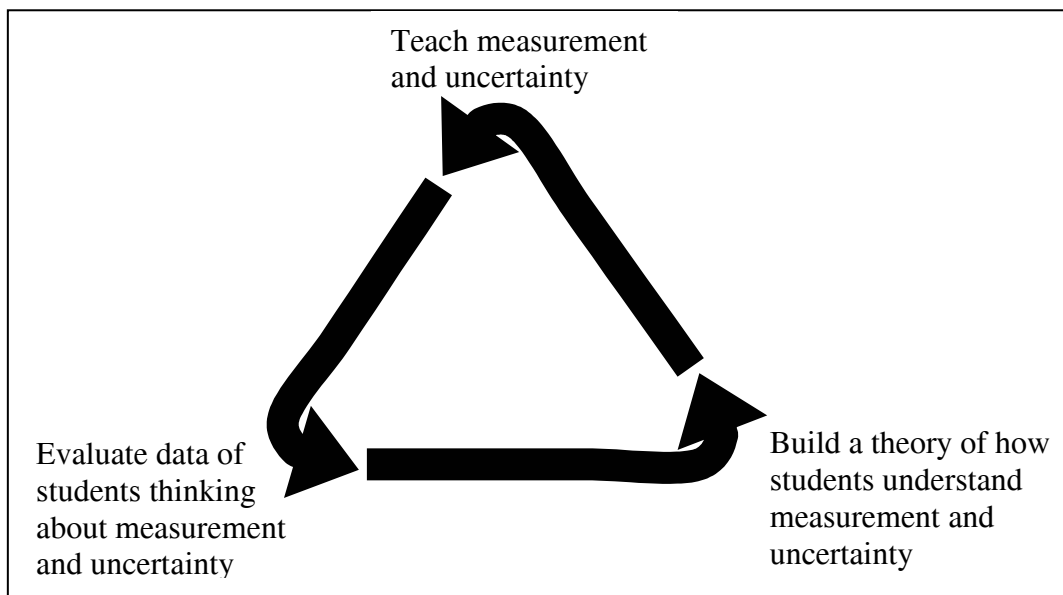 Teach measurement
and uncertainty
Evaluate data of
students thinking
about measurement
and uncertainty
Build a theory of how
students understand
measurement and
uncertainty